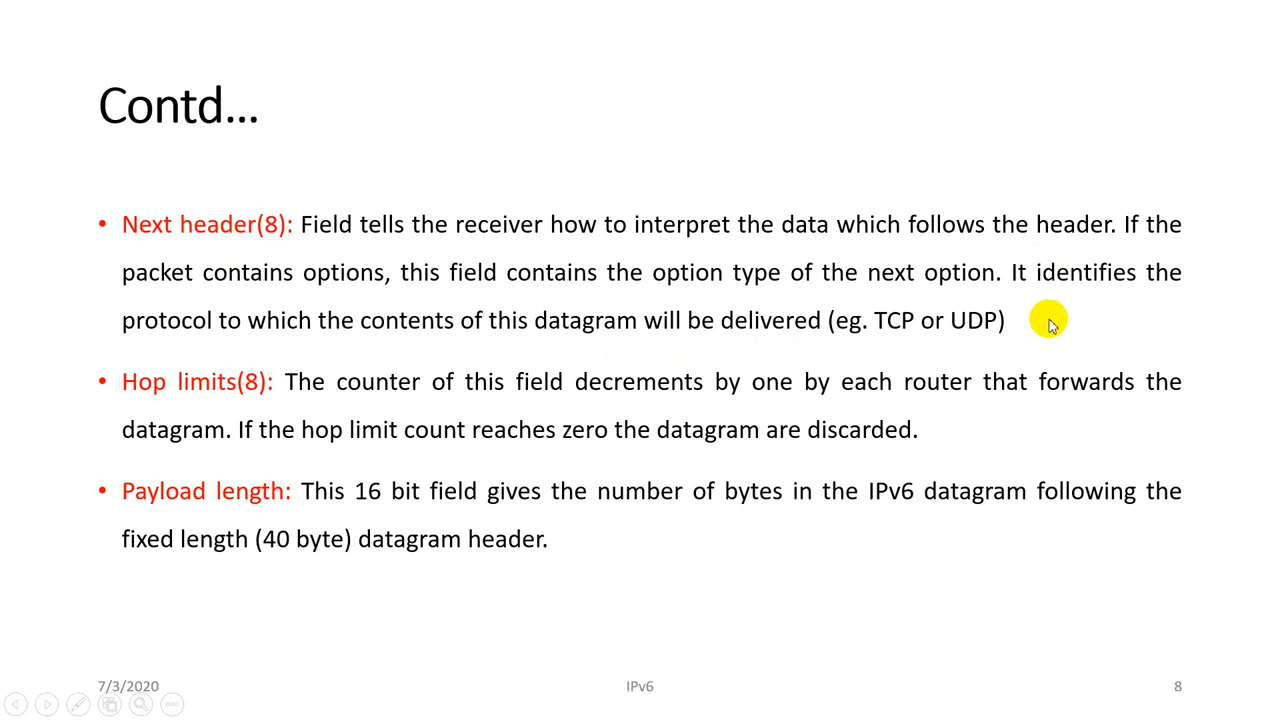 Contd...
• Next header(8): Field tells the receiver how to interpret the data which follows the header. If the
packet contains options, this field contains the option type of the next option. It identifies the
protocol to which the contents of this datagram will be delivered (eg. TCP or UDP)
• Hop limits(8): The counter of this field decrements by one by each router that forwards the
datagram. If the hop limit count reaches zero the datagram are discarded.
• Payload length: This 16 bit field gives the number of bytes in the IPv6 datagram following the
fixed length (40 byte) datagram header.
7/3/2020 IPv6 8